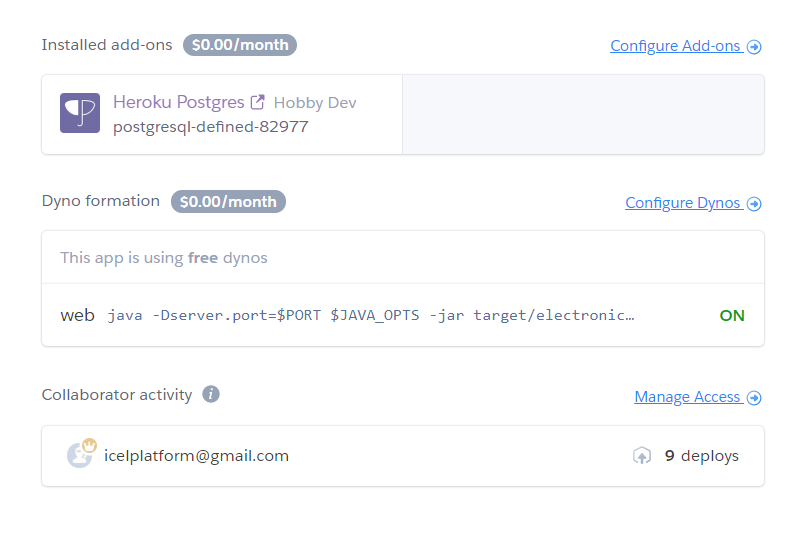 Installed add-ons $0.00/month Configure Add-ons
Heroku Postgres Hobby Dev
postgresql-defined-82977
Dyno formation $0.00/month Configure Dynos
This app is using free dynos
web java -Dserver.port=$PORT $JAVA_OPTS -jar target/electronic… ON
Collaborator activity Manage Access
icelplatform@gmail.com 9 deploys